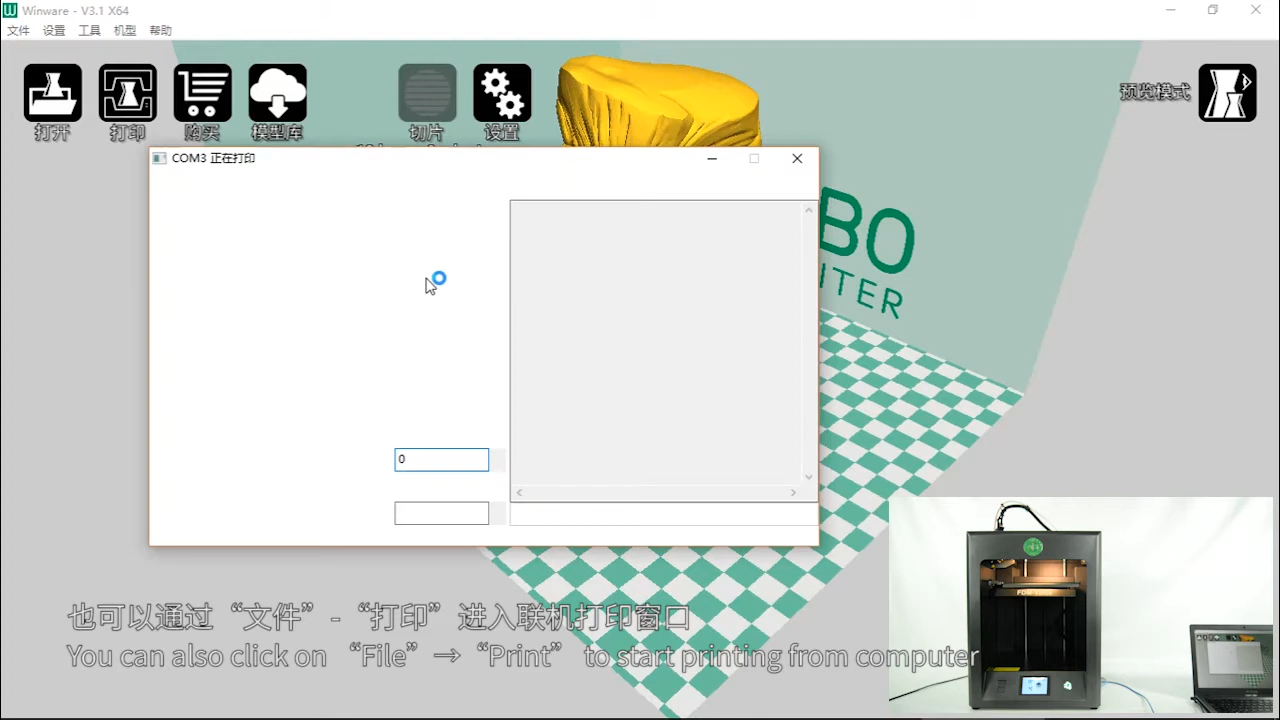 Winware - V3.1 X64
文件 设置 工具 机型 帮助
打开 打印 购买 模型库 切片 设置
预览模式
COM3 正在打印
BO
TER
0
也可以通过“文件” - “打印” 进入联机打印窗口
You can also click on “File”→“Print” to start printing from computer